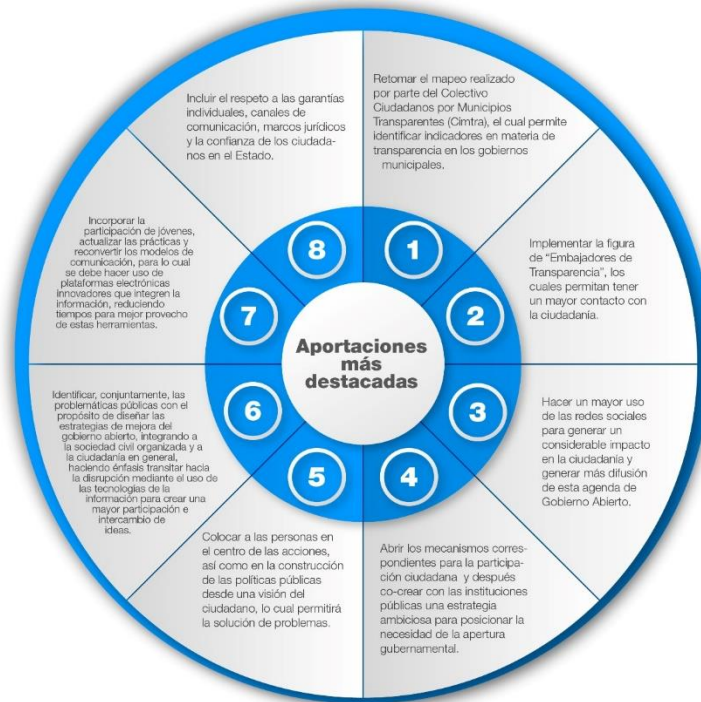 Aportaciones
más
destacadas
1
Retomar el mapeo realizado
por parte del Colectivo
Ciudadanos por Municipios
Transparentes (Cimtra), el cual permite
identificar indicadores en materia de
transparencia en los gobiernos
municipales.
2
Implementar la figura
de "Embajadores de
Transparencia", los
cuales permitan tener
un mayor contacto con
la ciudadanía.
3
Hacer un mayor uso
de las redes sociales
para generar un
considerable impacto
en la ciudadanía y
generar más difusión
de esta agenda de
Gobierno Abierto.
4
Abrir los mecanismos corres-
pondientes para la participa-
ción ciudadana y después
co-crear con las instituciones
públicas una estrategia
ambiciosa para posicionar la
necesidad de la apertura
gubernamental.
5
Colocar a las personas en
el centro de las acciones,
así como en la construcción
de las políticas públicas
desde una visión del
ciudadano, lo cual permitirá
la solución de problemas.
6
Identificar, conjuntamente, las
problemáticas públicas con el
propósito de diseñar las
estrategias de mejora del
gobierno abierto, integrando a
la sociedad civil organizada y a
la ciudadanía en general,
haciendo énfasis transitar hacia
la disrupción mediante el uso de
las tecnologías de la
información para crear una
mayor participación e
intercambio de
ideas.
7
Incorporar la
participación de jóvenes,
actualizar las prácticas y
reconvertir los modelos de
comunicación, para lo cual
se debe hacer uso de
plataformas electrónicas
innovadores que integren la
información, reduciendo
tiempos para mejor provecho
de estas herramientas.
8
Incluir el respeto a las garantías
individuales, canales de
comunicación, marcos jurídicos
y la confianza de los ciudada-
nos en el Estado.